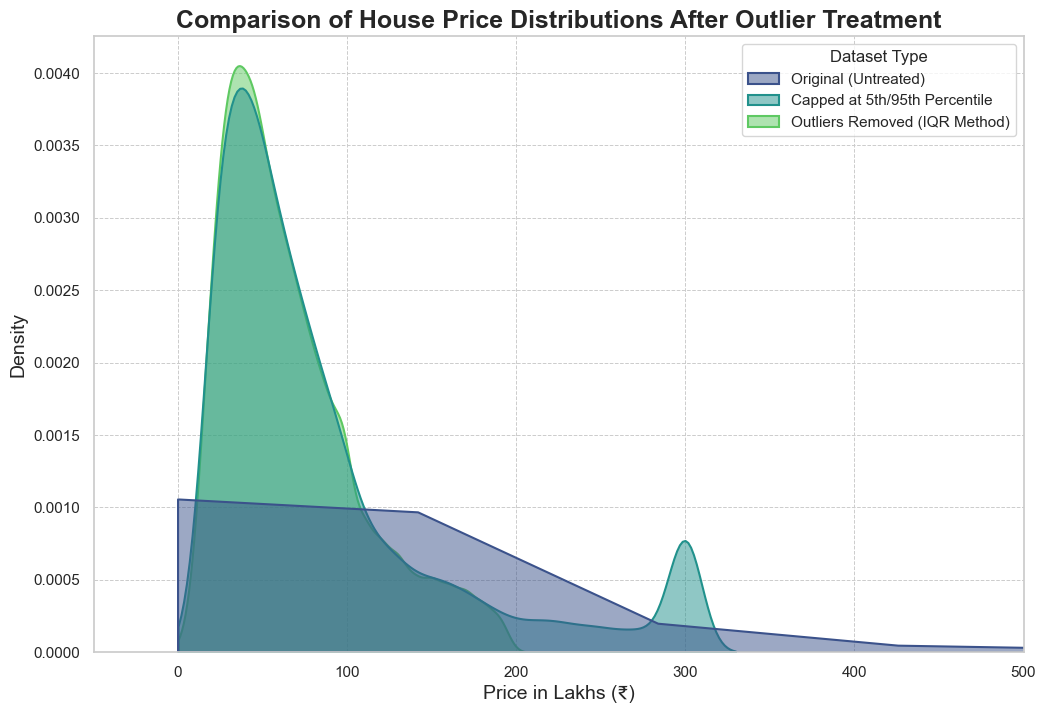 Comparison of House Price Distributions After Outlier Treatment
Dataset Type
Original (Untreated)
Capped at 5th/95th Percentile
Outliers Removed (IQR Method)
Density
0.0040
0.0035
0.0030
0.0025
0.0020
0.0015
0.0010
0.0005
0.0000
0 100 200 300 400 500
Price in Lakhs (₹)